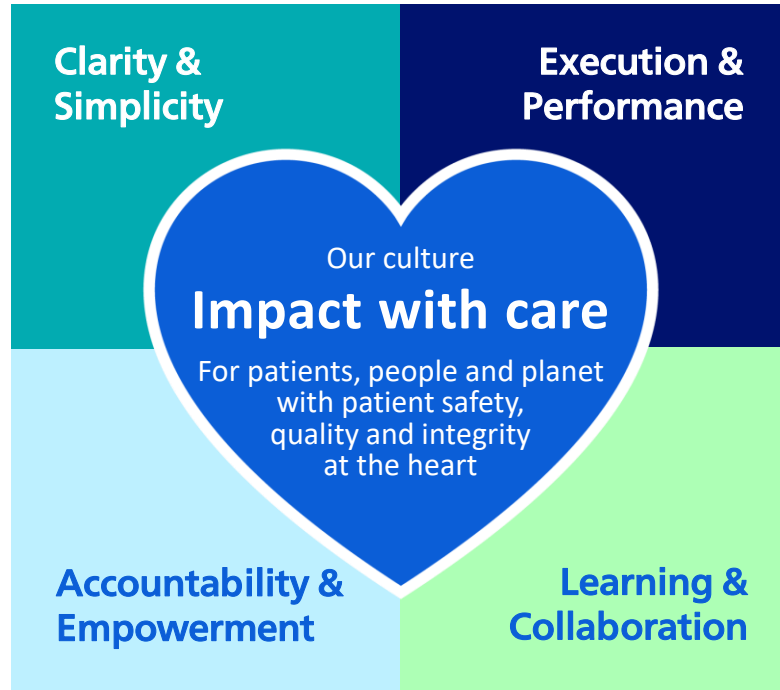 Clarity &
Simplicity
Execution &
Performance
Our culture
Impact with care
For patients, people and planet
with patient safety,
quality and integrity
at the heart
Accountability &
Empowerment
Learning &
Collaboration